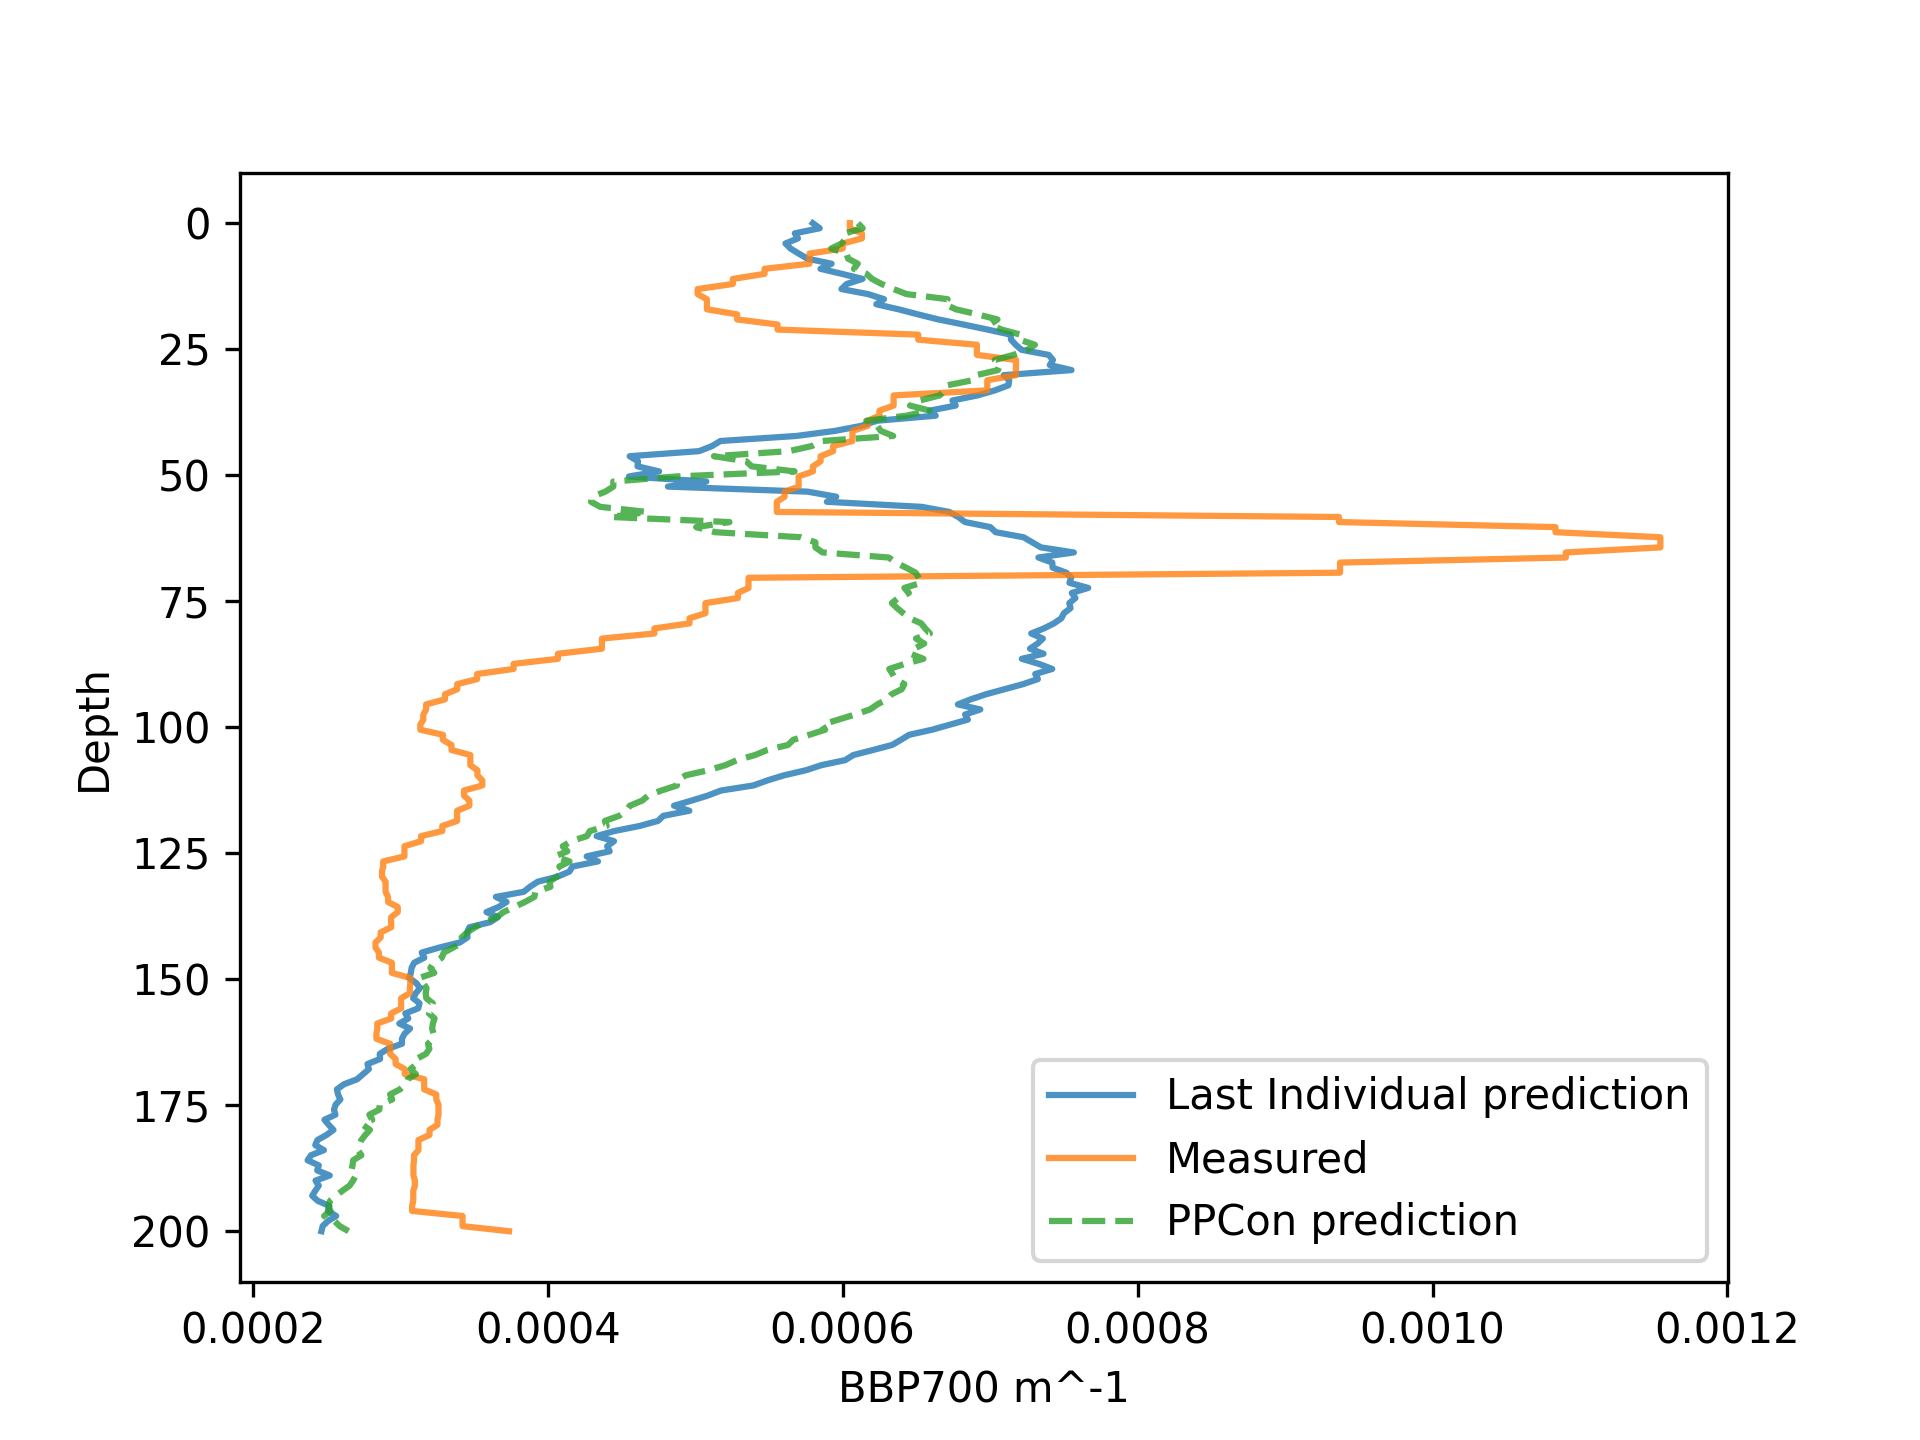 0
25
50
75
100
125
150
175
200
Depth
0.0002 0.0004 0.0006 0.0008 0.0010 0.0012
BBP700 m^-1
Last Individual prediction
Measured
PPCon prediction